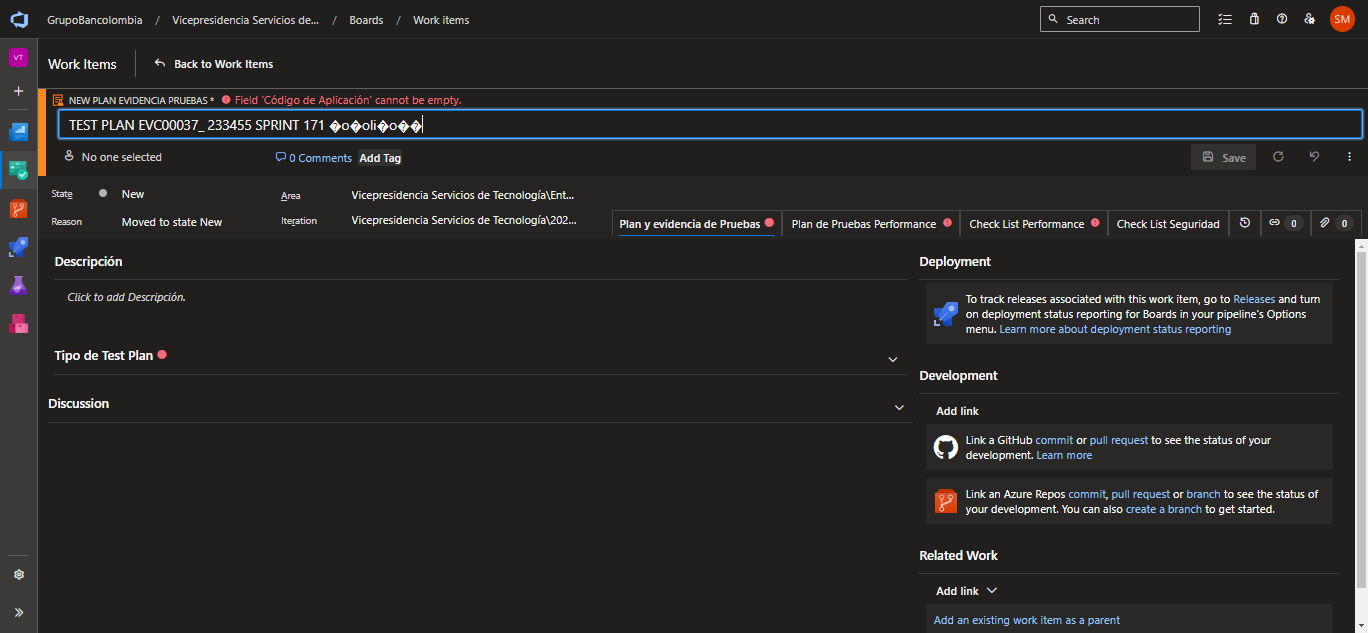 GrupoBancolombia / Vicepresidencia Servicios de... / Boards / Work items
Search
SM
VT
Work Items
Back to Work Items
NEW PLAN EVIDENCIA PRUEBAS * Field 'Código de Aplicación' cannot be empty.
TEST PLAN EVC00037_ 233455 SPRINT 171 �o�oli�o��
No one selected
0 Comments
Add Tag
Save
State
New
Area
Vicepresidencia Servicios de Tecnología\Ent...
Reason
Moved to state New
Iteration
Vicepresidencia Servicios de Tecnología\202...
Plan y evidencia de Pruebas
Plan de Pruebas Performance
Check List Performance
Check List Seguridad
0
0
Descripción
Click to add Descripción.
Tipo de Test Plan
Discussion
Deployment
To track releases associated with this work item, go to Releases and turn
on deployment status reporting for Boards in your pipeline's Options
menu. Learn more about deployment status reporting
Development
Add link
Link a GitHub commit or pull request to see the status of your
development. Learn more
Link an Azure Repos commit, pull request or branch to see the status of
your development. You can also create a branch to get started.
Related Work
Add link
Add an existing work item as a parent